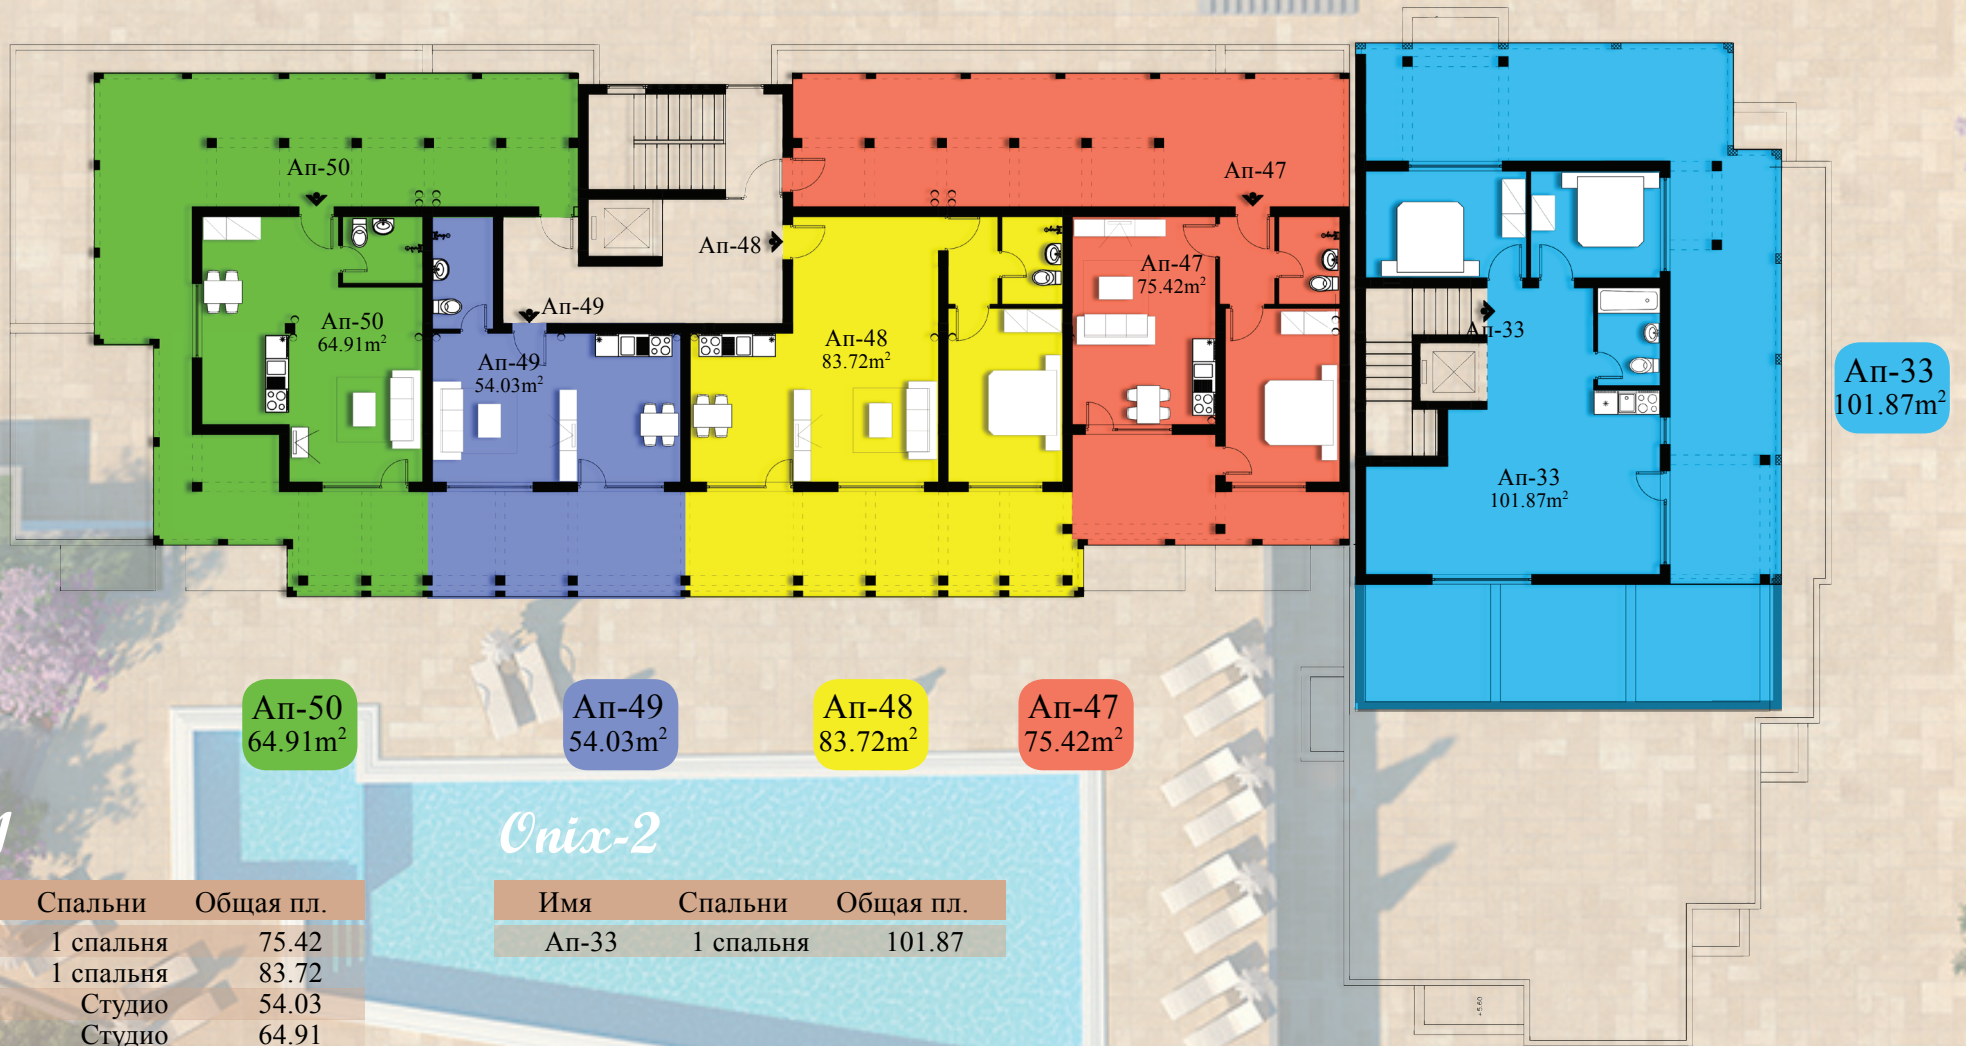 Ап-50
Ап-47
Ап-48
Ап-49
Ап-47
75.42m²
Ап-50
64.91m²
Ап-49
54.03m²
Ап-48
83.72m²
Ап-33
Ап-33
101.87m²
Ап-33
101.87m²
Ап-50
64.91m²
Ап-49
54.03m²
Ап-48
83.72m²
Ап-47
75.42m²
Onix-2
Спальни Общая пл.
1 спальня 75.42
1 спальня 83.72
Студио 54.03
Студио 64.91
Имя Спальни Общая пл.
Ап-33 1 спальня 101.87
+5.60